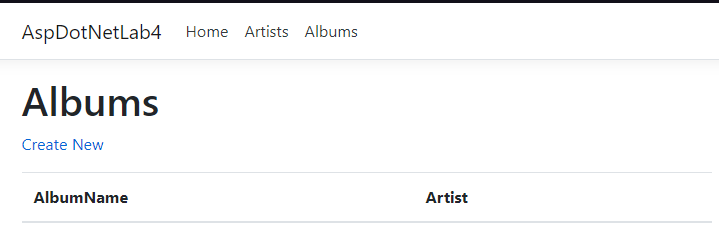 AspDotNetLab4 Home Artists Albums
Albums
Create New
AlbumName Artist